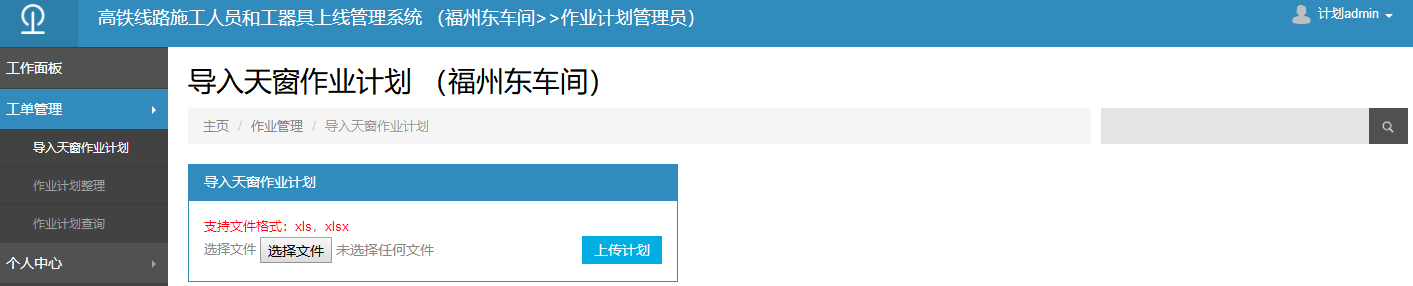 高铁线路施工人员和工器具上线管理系统 （福州东车间>>作业计划管理员）
计划admin
工作面板
工单管理
导入天窗作业计划
作业计划整理
作业计划查询
个人中心
导入天窗作业计划 （福州东车间）
主页 / 作业管理 / 导入天窗作业计划
导入天窗作业计划
支持文件格式：xls，xlsx
选择文件 选择文件 未选择任何文件 上传计划